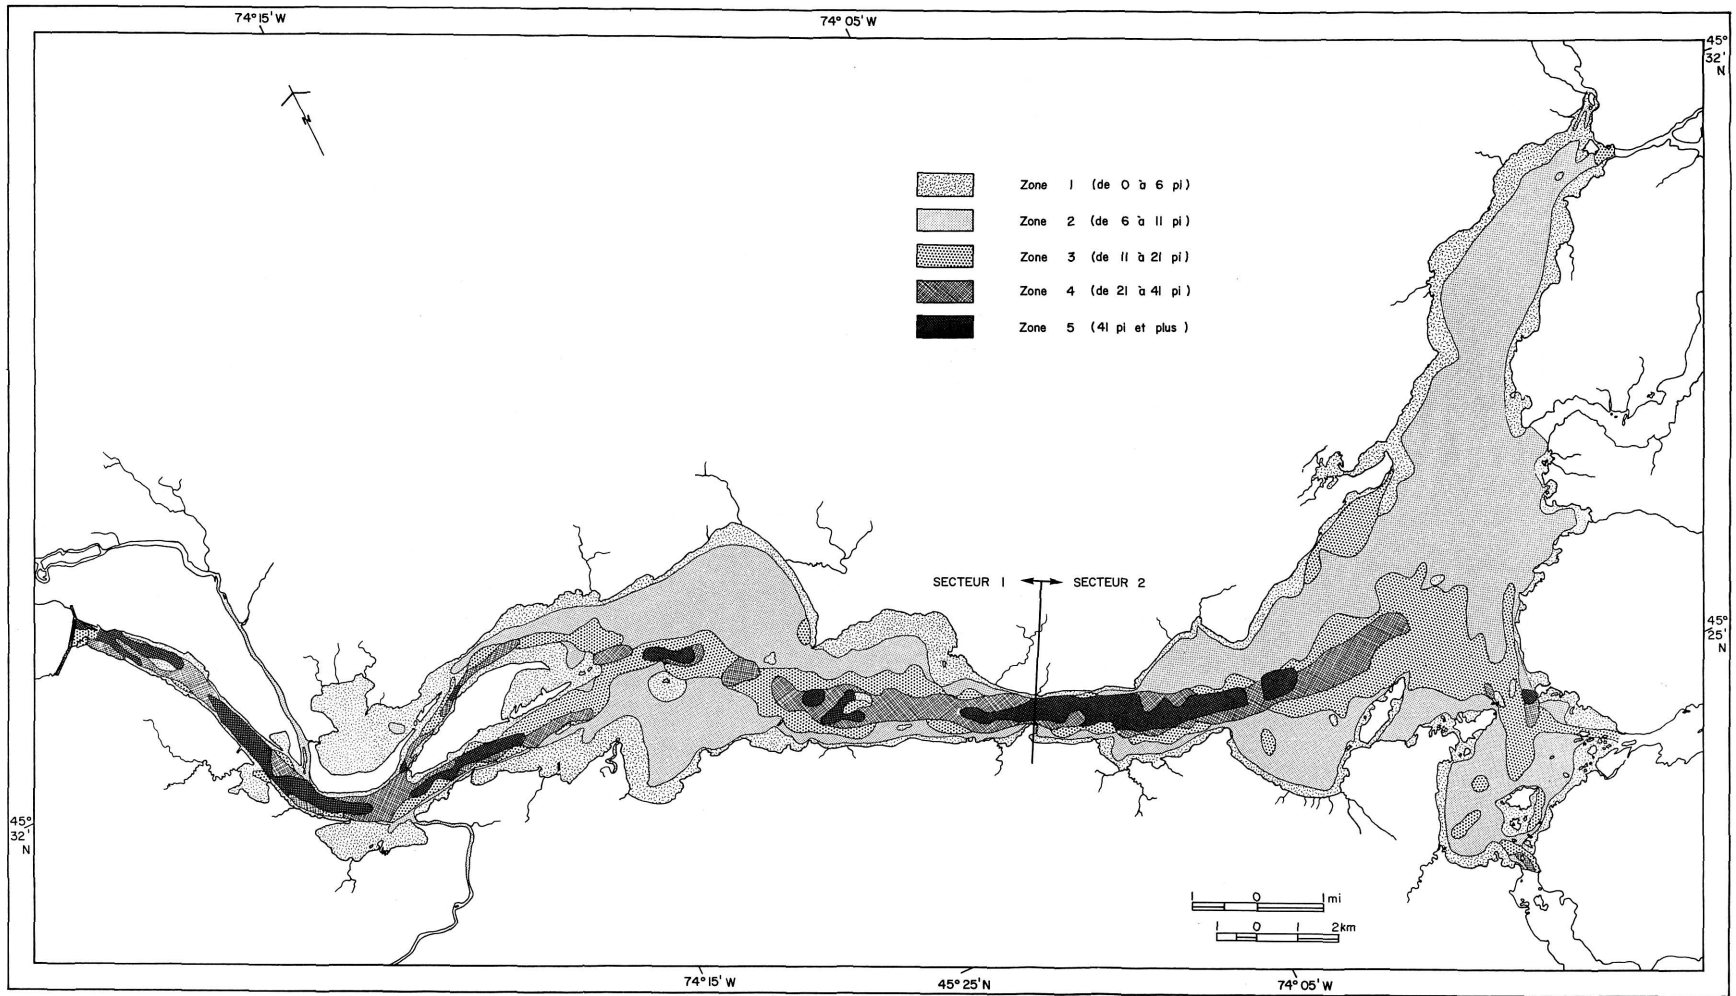 74° 15' W
74° 05' W
45°
32'
N
N
Zone 1 (de 0 à 6 pi)
Zone 2 (de 6 à 11 pi)
Zone 3 (de 11 à 21 pi)
Zone 4 (de 21 à 41 pi)
Zone 5 (41 pi et plus)
SECTEUR 1
SECTEUR 2
45°
25'
N
45°
32'
N
1 0 1 mi
1 0 1 2 km
74° 15' W
45° 25' N
74° 05' W